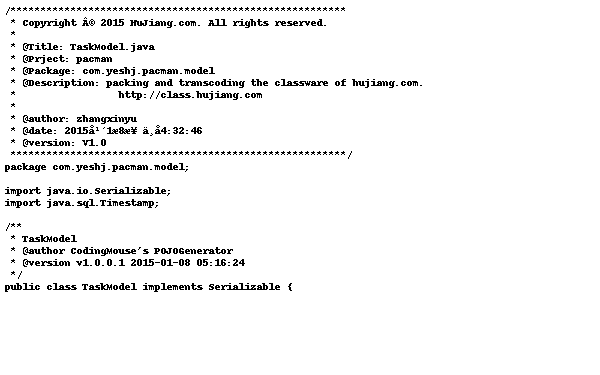 /********************************************************
 * Copyright Â© 2015 HuJiang.com. All rights reserved.
 *
 * @Title: TaskModel.java
 * @Prject: pacman
 * @Package: com.yeshj.pacman.model
 * @Description: packing and transcoding the classware of hujiang.com.
 *                 http://class.hujiang.com
 *
 * @author: zhangxinyu
 * @date: 2015å¹´1æ8æ¥ ä¸å4:32:46
 * @version: V1.0
 ********************************************************/
package com.yeshj.pacman.model;

import java.io.Serializable;
import java.sql.Timestamp;

/**
 * TaskModel
 * @author CodingMouse's POJOGenerator
 * @version v1.0.0.1 2015-01-08 05:16:24
 */
public class TaskModel implements Serializable {